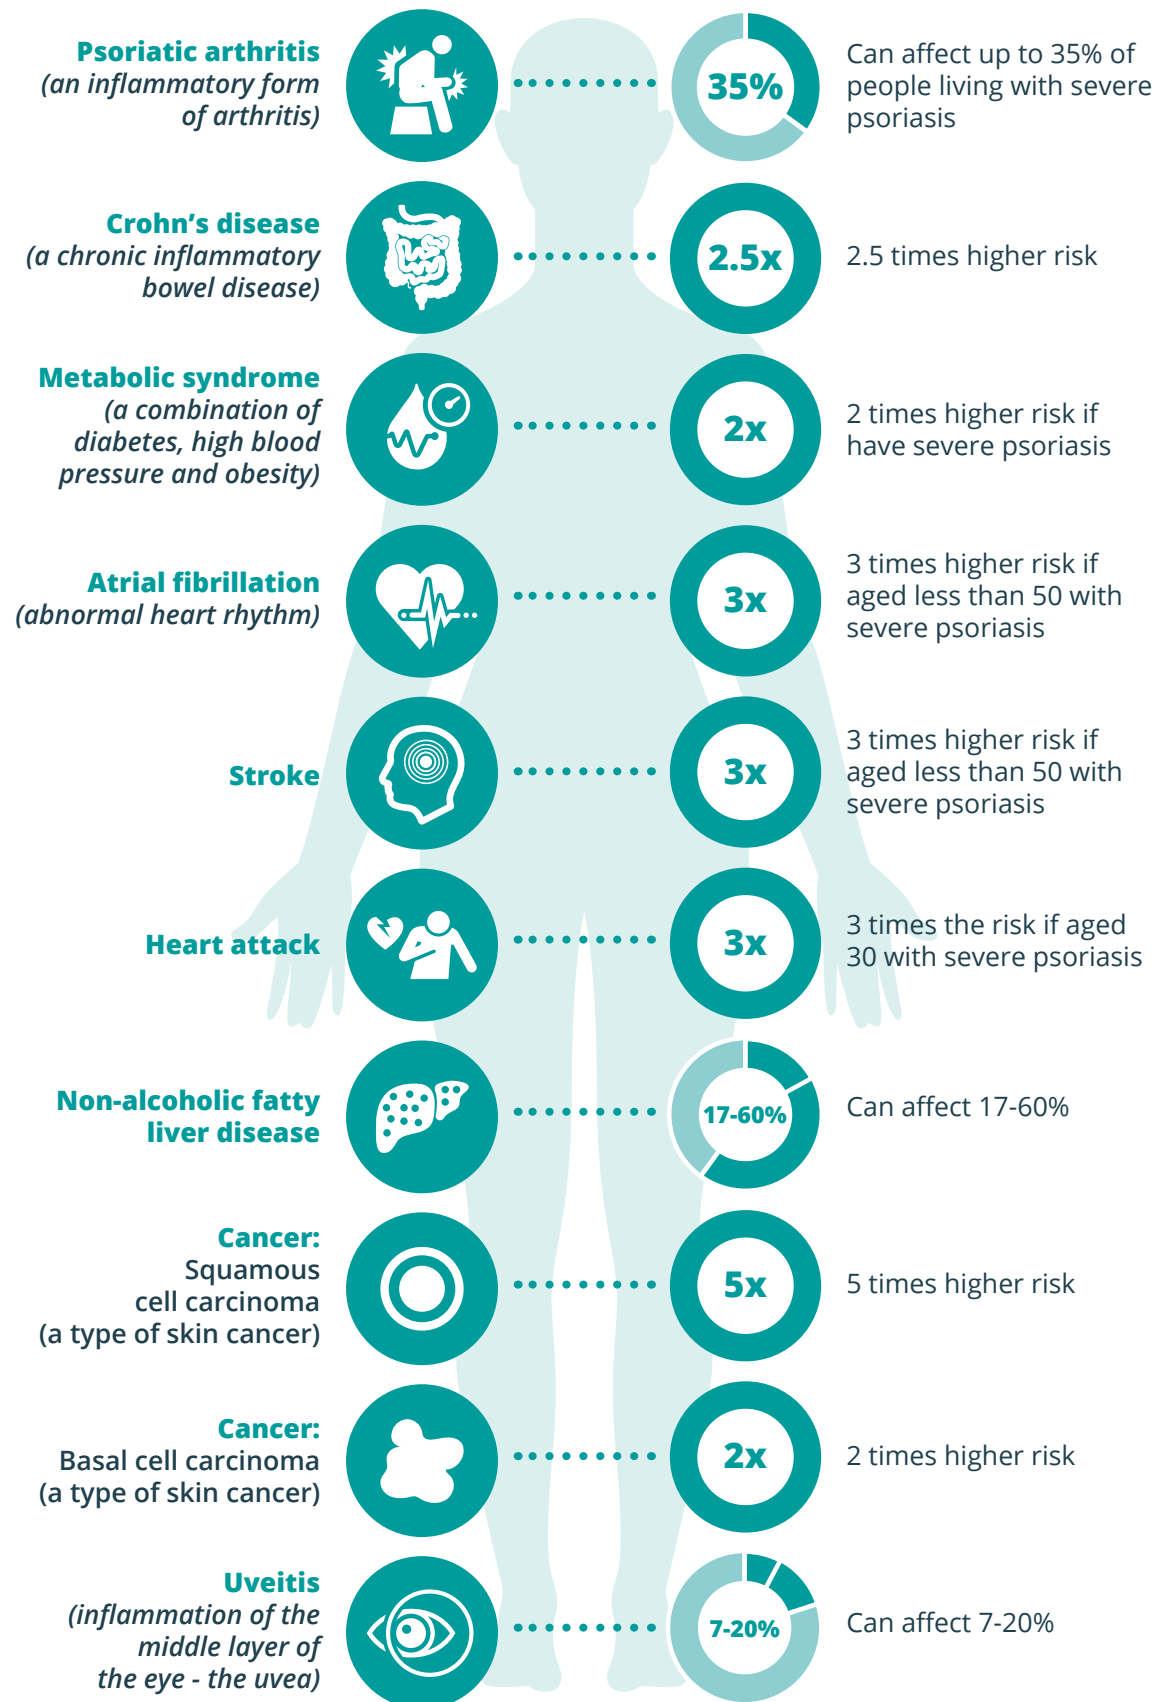 Psoriatic arthritis
(an inflammatory form
of arthritis)
35%
Can affect up to 35% of
people living with severe
psoriasis
Crohn’s disease
(a chronic inflammatory
bowel disease)
2.5x
2.5 times higher risk
Metabolic syndrome
(a combination of
diabetes, high blood
pressure and obesity)
2x
2 times higher risk if
have severe psoriasis
Atrial fibrillation
(abnormal heart rhythm)
3x
3 times higher risk if
aged less than 50 with
severe psoriasis
Stroke
3x
3 times higher risk if
aged less than 50 with
severe psoriasis
Heart attack
3x
3 times the risk if aged
30 with severe psoriasis
Non-alcoholic fatty
liver disease
17-60%
Can affect 17-60%
Cancer:
Squamous
cell carcinoma
(a type of skin cancer)
5x
5 times higher risk
Cancer:
Basal cell carcinoma
(a type of skin cancer)
2x
2 times higher risk
Uveitis
(inflammation of the
middle layer of
the eye - the uvea)
7-20%
Can affect 7-20%